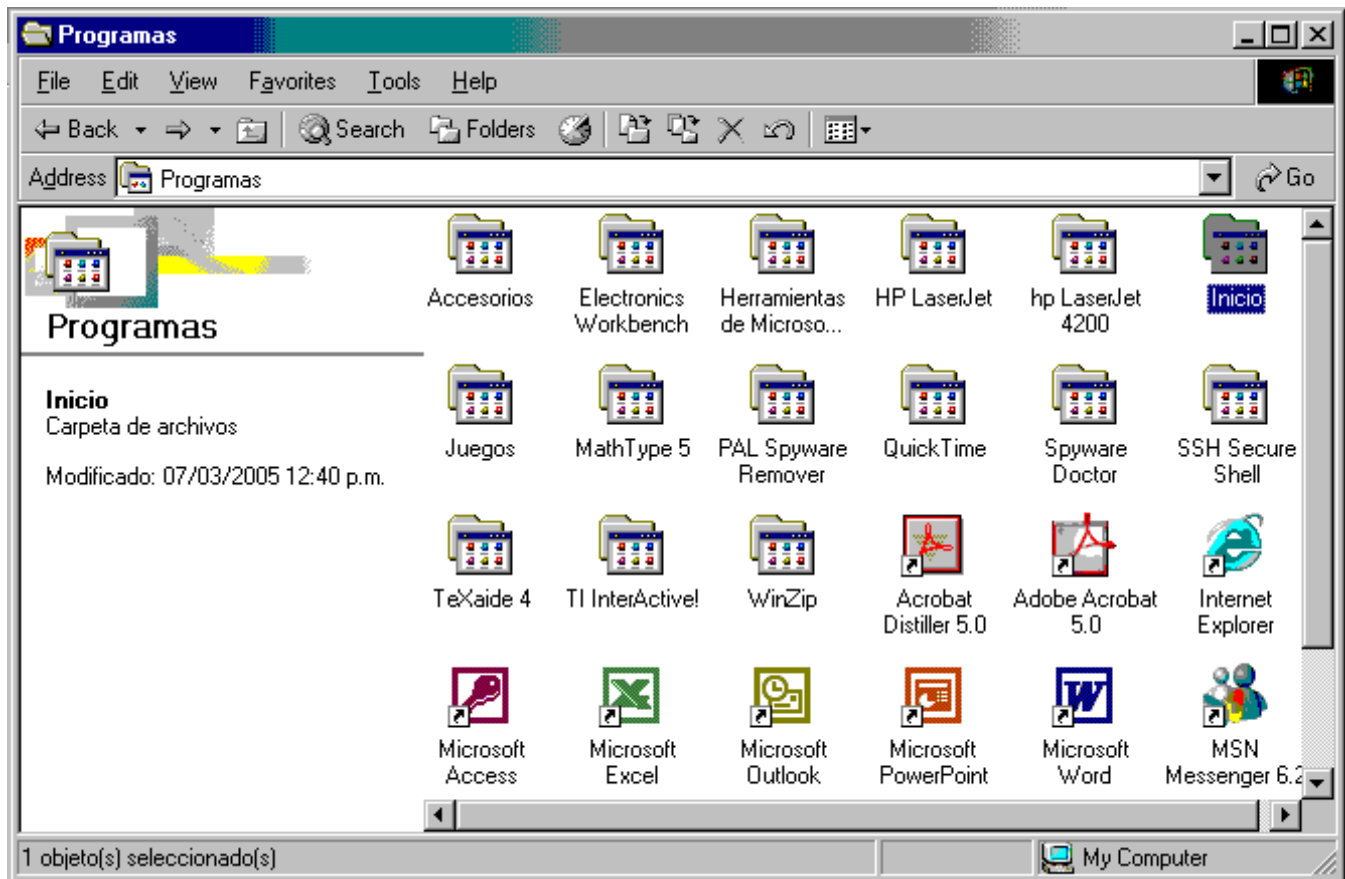 Programas
File Edit View Favorites Tools Help
Back Search Folders
Address Programas Go
Programas
Inicio
Carpeta de archivos
Modificado: 07/03/2005 12:40 p.m.
Accesorios
Electronics
Workbench
Herramientas
de Microso...
HP LaserJet
hp LaserJet
4200
Inicio
Juegos
MathType 5
PAL Spyware
Remover
QuickTime
Spyware
Doctor
SSH Secure
Shell
TeXaide 4
TI InterActive!
WinZip
Acrobat
Distiller 5.0
Adobe Acrobat
5.0
Internet
Explorer
Microsoft
Access
Microsoft
Excel
Microsoft
Outlook
Microsoft
PowerPoint
Microsoft
Word
MSN
Messenger 6.2
1 objeto(s) seleccionado(s)
My Computer